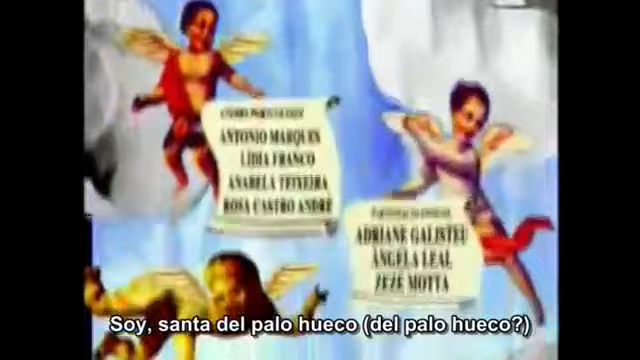 ANTONIO MARQUES
LÍDIA FRANCO
ANABELA TEIXEIRA
ROSA CASTRO ANDRÉ
ADRIANE GALISTEU
ÂNGELA LEAL
ZEZÉ MOTTA
Soy, santa del palo hueco (del palo hueco?)